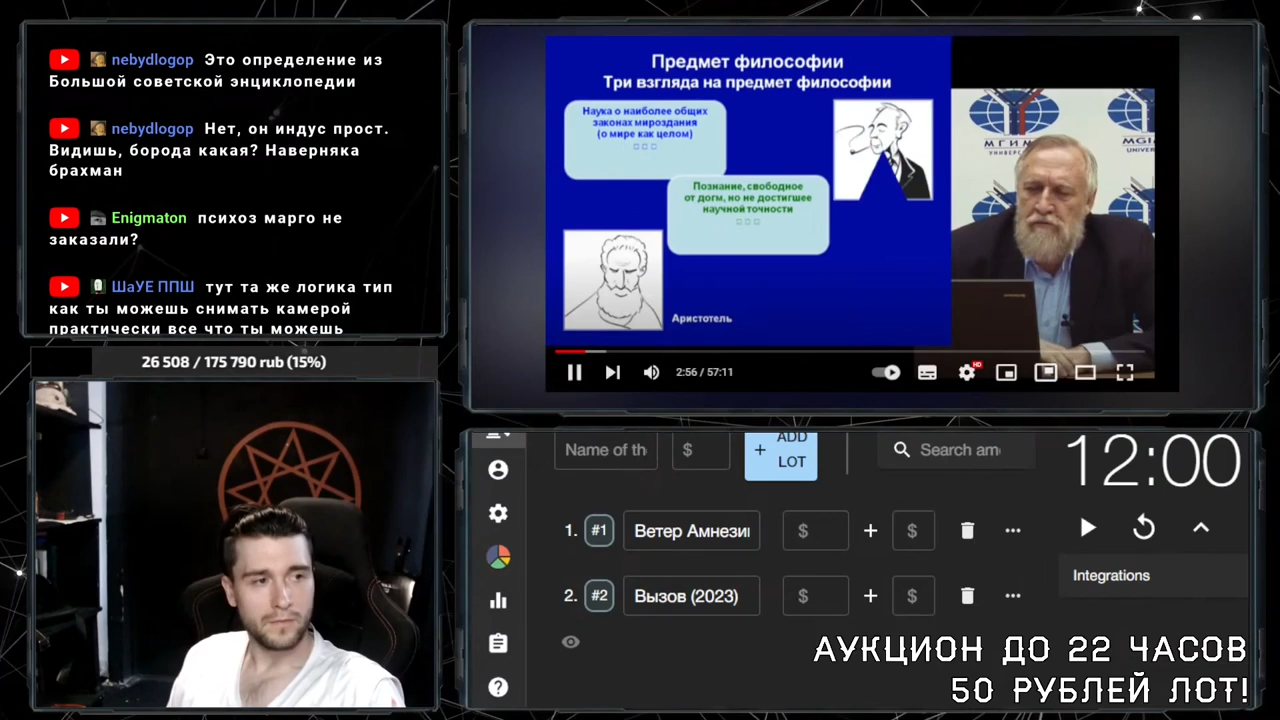 nebydlogop Это определение из
Большой советской энциклопедии
nebydlogop Нет, он индус прост.
Видишь, борода какая? Наверняка
брахман
Enigmaton психоз марго не
заказали?
ШаУЕ ППШ тут та же логика тип
как ты можешь снимать камерой
практически все что ты можешь
26 508 / 175 790 rub (15%)
Предмет философии
Три взгляда на предмет философии
Наука о наиболее общих
законах мироздания
(о мире как целом)
Познание, свободное
от догм, но не достигшее
научной точности
Аристотель
МГИМО
УНИВЕР
MGI
UNIVER
2:56 / 57:11
HD
Name of th
$
+ ADD
LOT
Search am
12:00
1. #1 Ветер Амнези
$ + $
2. #2 Вызов (2023)
$ + $
Integrations
АУКЦИОН ДО 22 ЧАСОВ
50 РУБЛЕЙ ЛОТ!